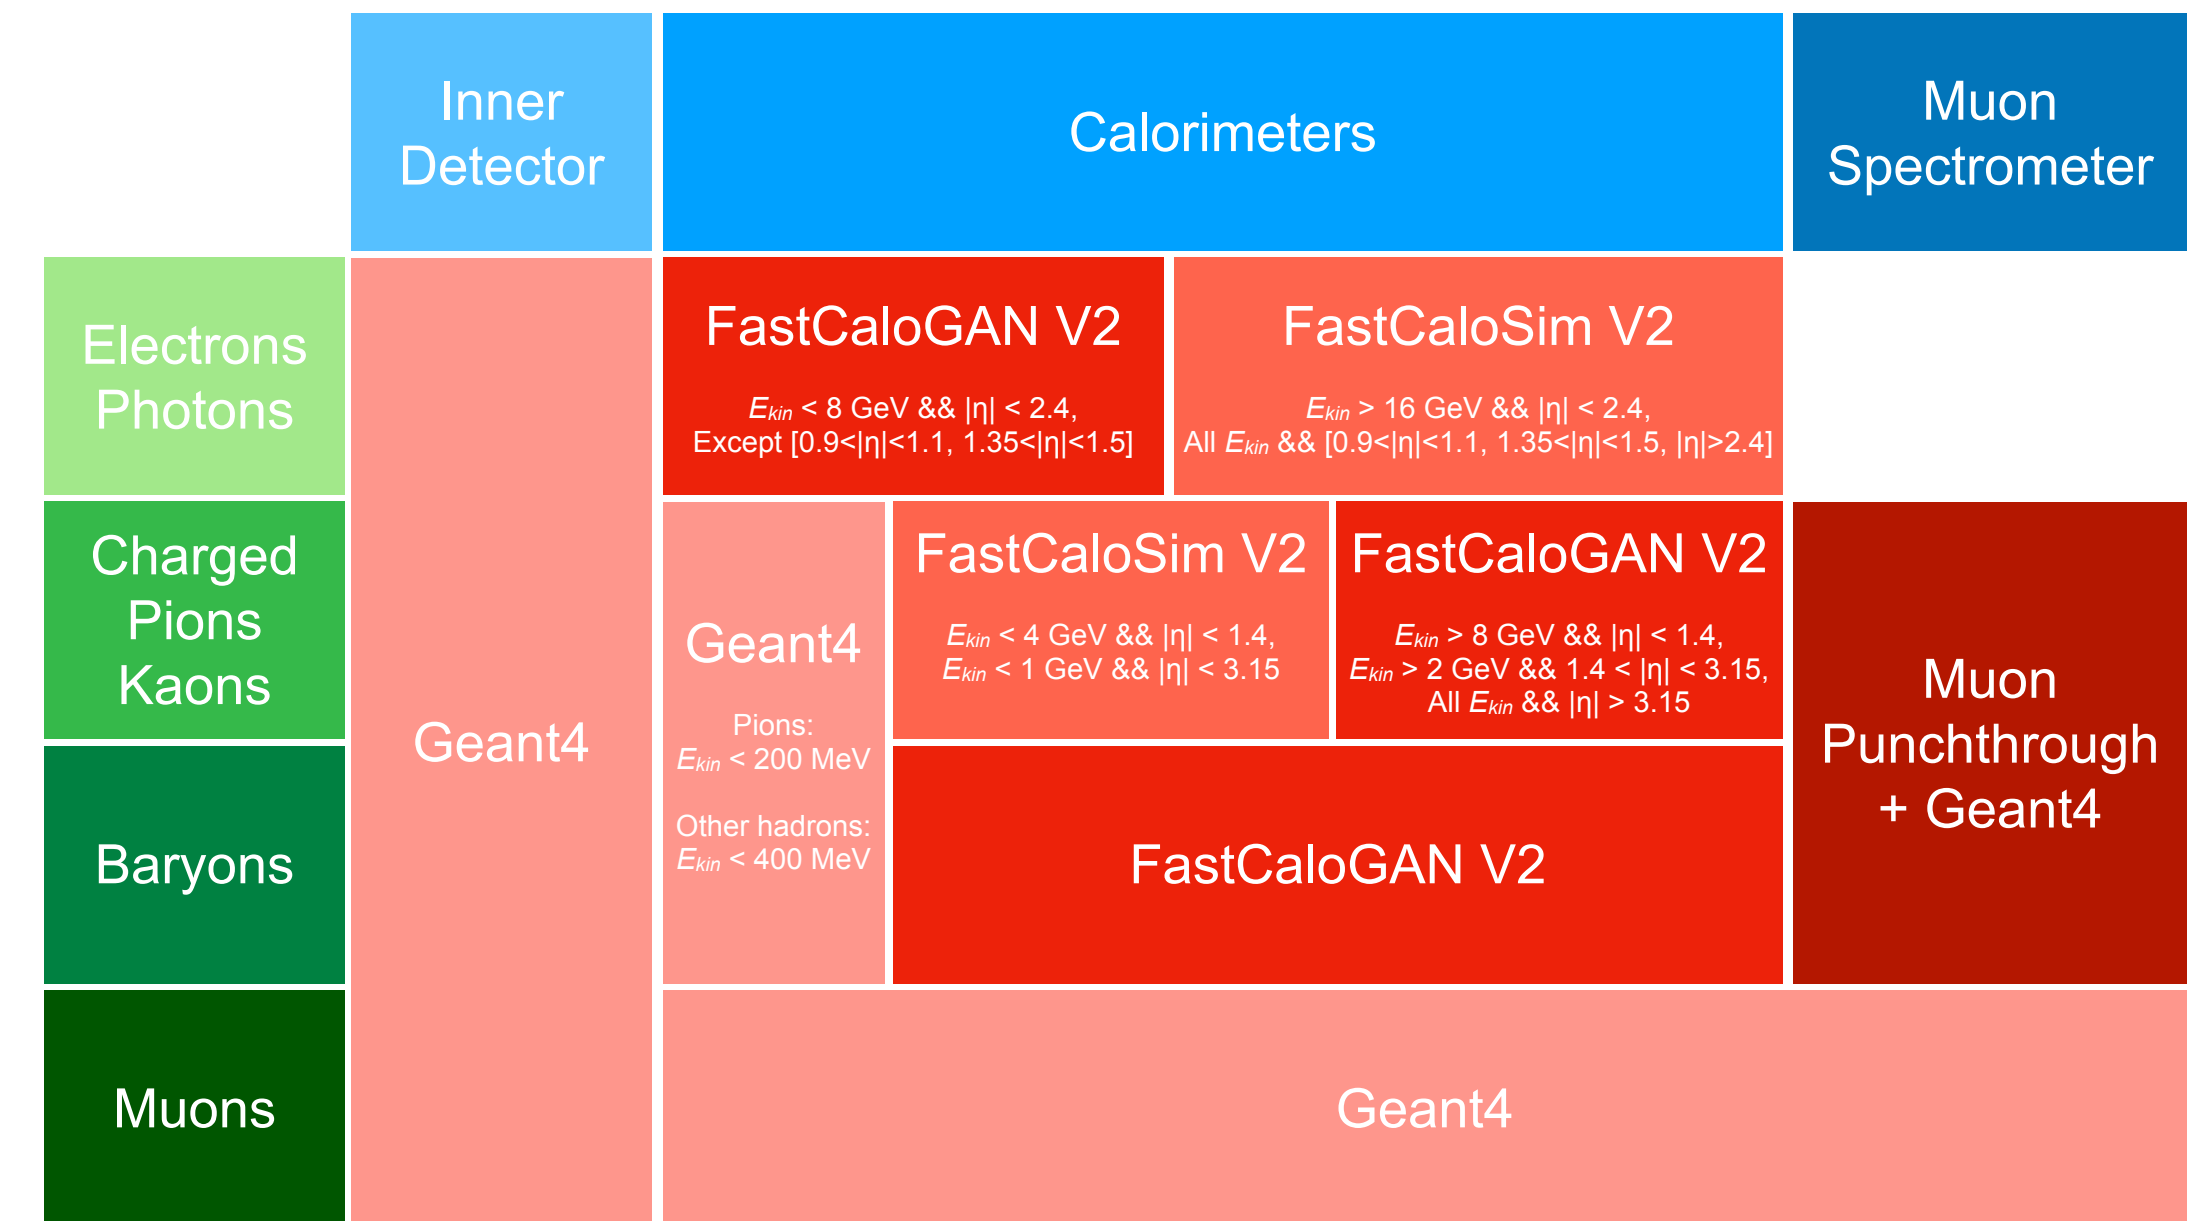 Inner
Detector
Calorimeters
Muon
Spectrometer
Electrons
Photons
FastCaloGAN V2
Ekin < 8 GeV && |η| < 2.4,
Except [0.9<|η|<1.1, 1.35<|η|<1.5]
FastCaloSim V2
Ekin > 16 GeV && |η| < 2.4,
All Ekin && [0.9<|η|<1.1, 1.35<|η|<1.5, |η|>2.4]
Charged
Pions
Kaons
Geant4
Geant4
Pions:
Ekin < 200 MeV
Other hadrons:
Ekin < 400 MeV
FastCaloSim V2
Ekin < 4 GeV && |η| < 1.4,
Ekin < 1 GeV && |η| < 3.15
FastCaloGAN V2
Ekin > 8 GeV && |η| < 1.4,
Ekin > 2 GeV && 1.4 < |η| < 3.15,
All Ekin && |η| > 3.15
Muon
Punchthrough
+ Geant4
Baryons
FastCaloGAN V2
Muons
Geant4